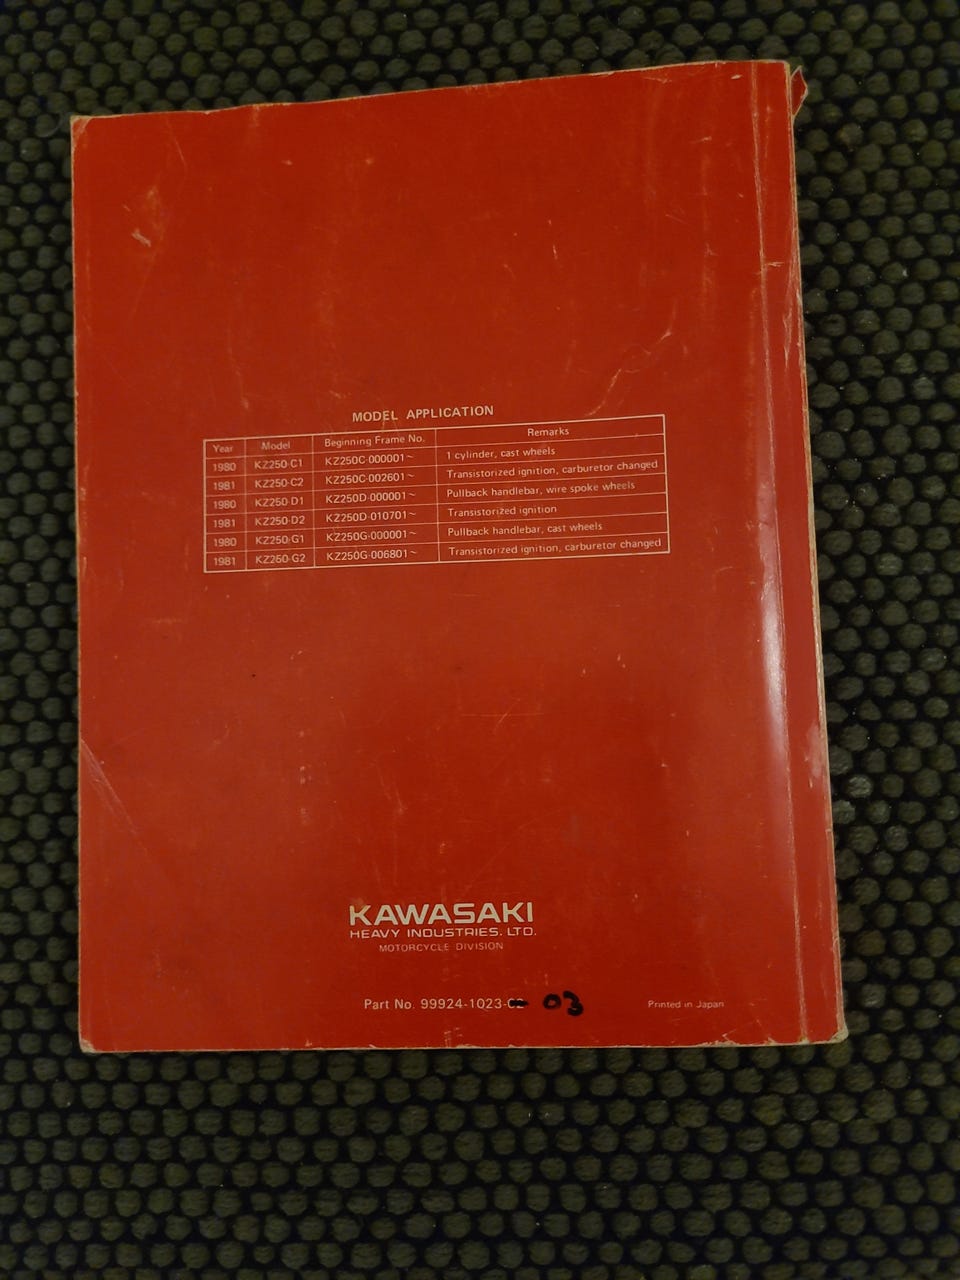 MODEL APPLICATION
Year Model Beginning Frame No. Remarks
1980 KZ250-C1 KZ250C-000001~ 1 cylinder, cast wheels
1981 KZ250-C2 KZ250C-002601~ Transistorized ignition, carburetor changed
1980 KZ250-D1 KZ250D-000001~ Pullback handlebar, wire spoke wheels
1981 KZ250-D2 KZ250D-010701~ Transistorized ignition
1980 KZ250-G1 KZ250G-000001~ Pullback handlebar, cast wheels
1981 KZ250-G2 KZ250G-006801~ Transistorized ignition, carburetor changed
KAWASAKI
HEAVY INDUSTRIES. LTD.
MOTORCYCLE DIVISION
Part No. 99924-1023-02 - 03 Printed in Japan